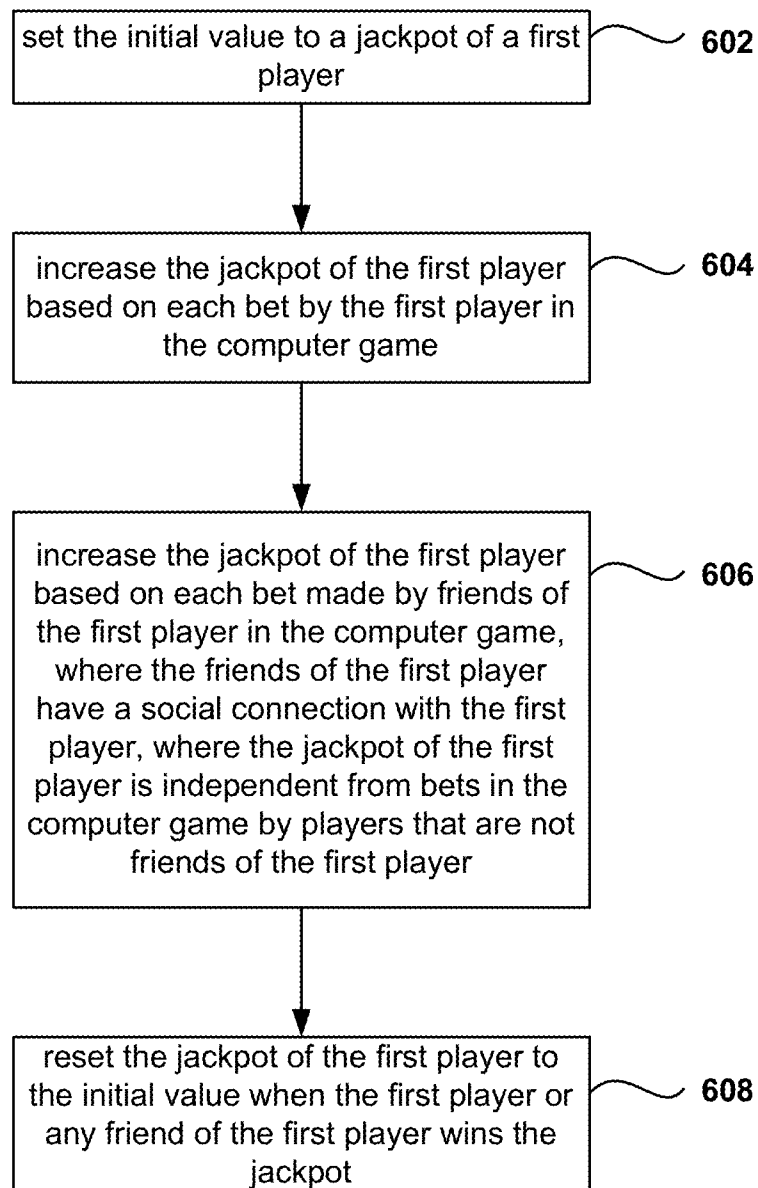 set the initial value to a jackpot of a first
player
602
increase the jackpot of the first player
based on each bet by the first player in
the computer game
604
increase the jackpot of the first player
based on each bet made by friends of
the first player in the computer game,
where the friends of the first player
have a social connection with the first
player, where the jackpot of the first
player is independent from bets in the
computer game by players that are not
friends of the first player
606
reset the jackpot of the first player to
the initial value when the first player or
any friend of the first player wins the
jackpot
608